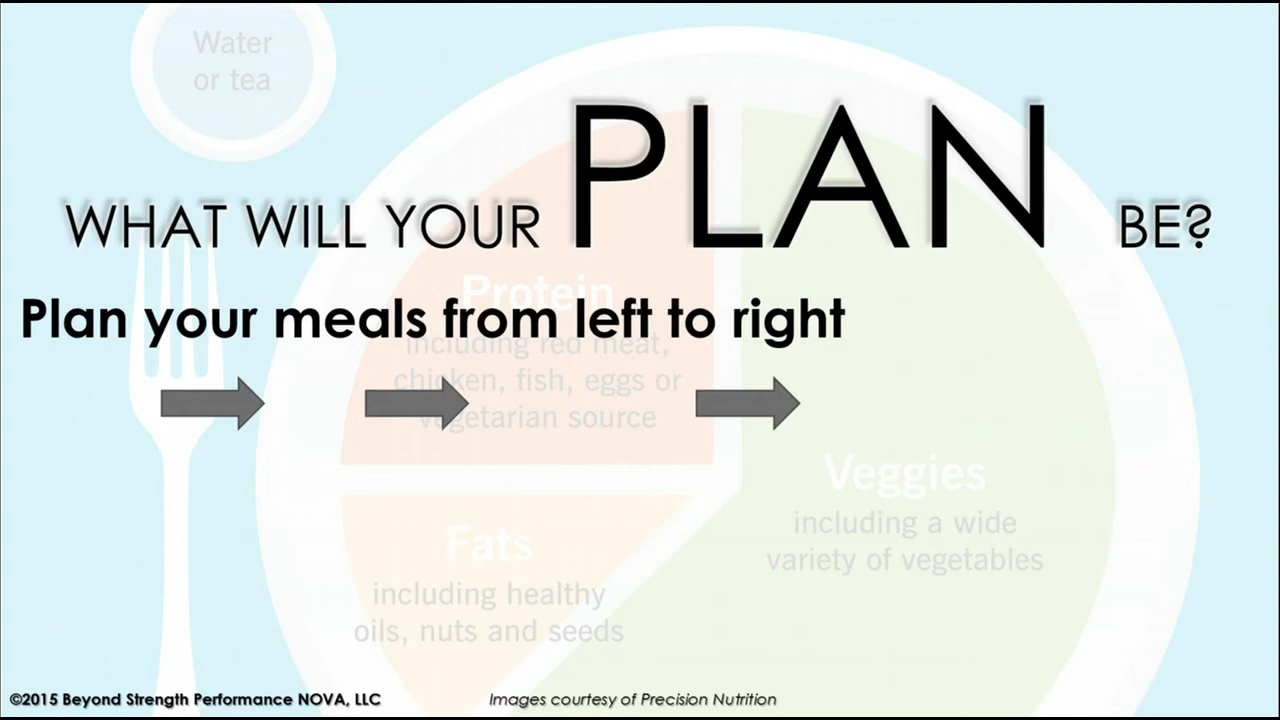 Water
or tea
WHAT WILL YOUR PLAN BE?
Protein
Plan your meals from left to right
including red meat,
chicken, fish, eggs or
vegetarian source
Veggies
including a wide
variety of vegetables
Fats
including healthy
oils, nuts and seeds
©2015 Beyond Strength Performance NOVA, LLC
Images courtesy of Precision Nutrition